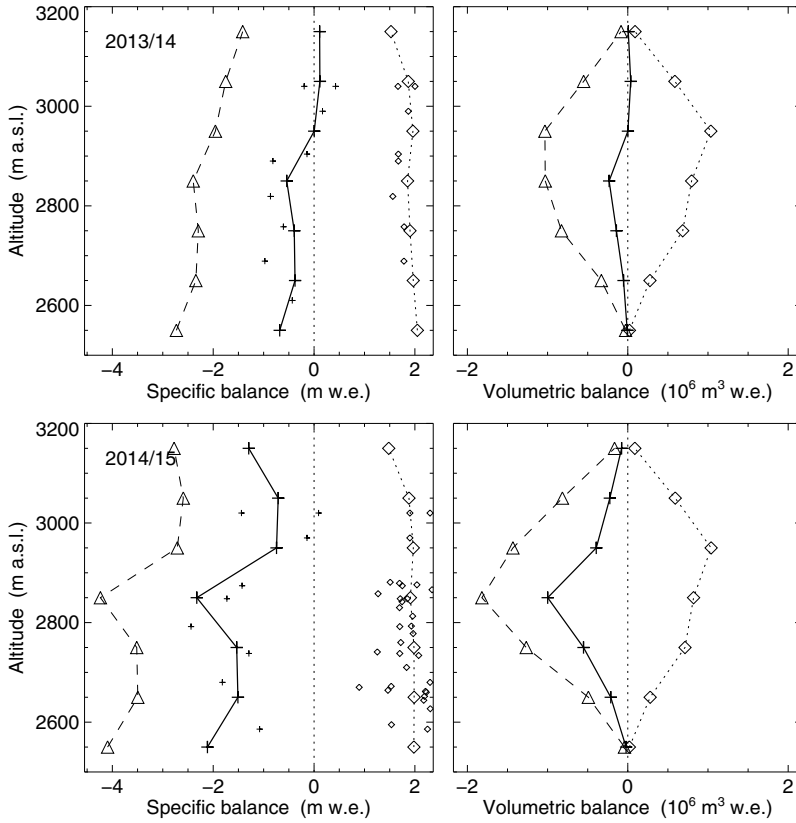 2013/14
3200
3000
2800
2600
Altitude (m a.s.l.)
−4 −2 0 2
Specific balance (m w.e.)
−2 0 2
Volumetric balance (10⁶ m³ w.e.)
2014/15
3200
3000
2800
2600
Altitude (m a.s.l.)
−4 −2 0 2
Specific balance (m w.e.)
−2 0 2
Volumetric balance (10⁶ m³ w.e.)